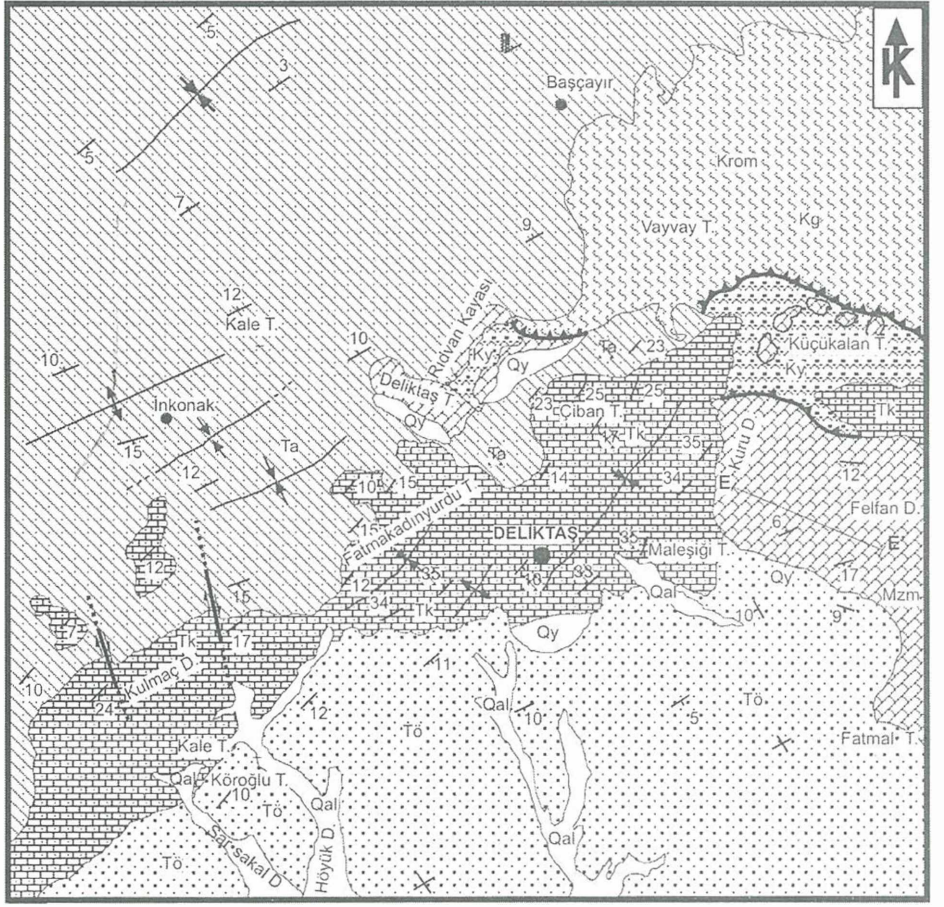 5
K
3
Başçayır
5
Krom
7
Kg
Vayvay T.
9
12
Kale T.
Rıdvan Kayası
23
Ta
Küçükalan T.
10
10
Ky
Qy
Ky
Deliktaş T.
25
25
Tk
23
Çiban T.
İnkonak
Qy
17
Tk
35
Kuru D.
15
Ta
Ta
12
12
10
15
14
34
E
Felfan D.
Fatmakadınyurdu T.
15
6
DELİKTAŞ
E'
35
Maleşiği T.
12
35
18
33
Qy
17
12
15
34
Tk
Qal
Mzm
10
9
7
Tk
17
Qy
10
Kulmaç D.
11
24
12
Qal
10
5
Tö
Tö
Kale T.
Fatmal T.
Qal
Köroğlu T.
10
Tö
Qal
Sarsakal D.
Höyük D.
Qal
Tö